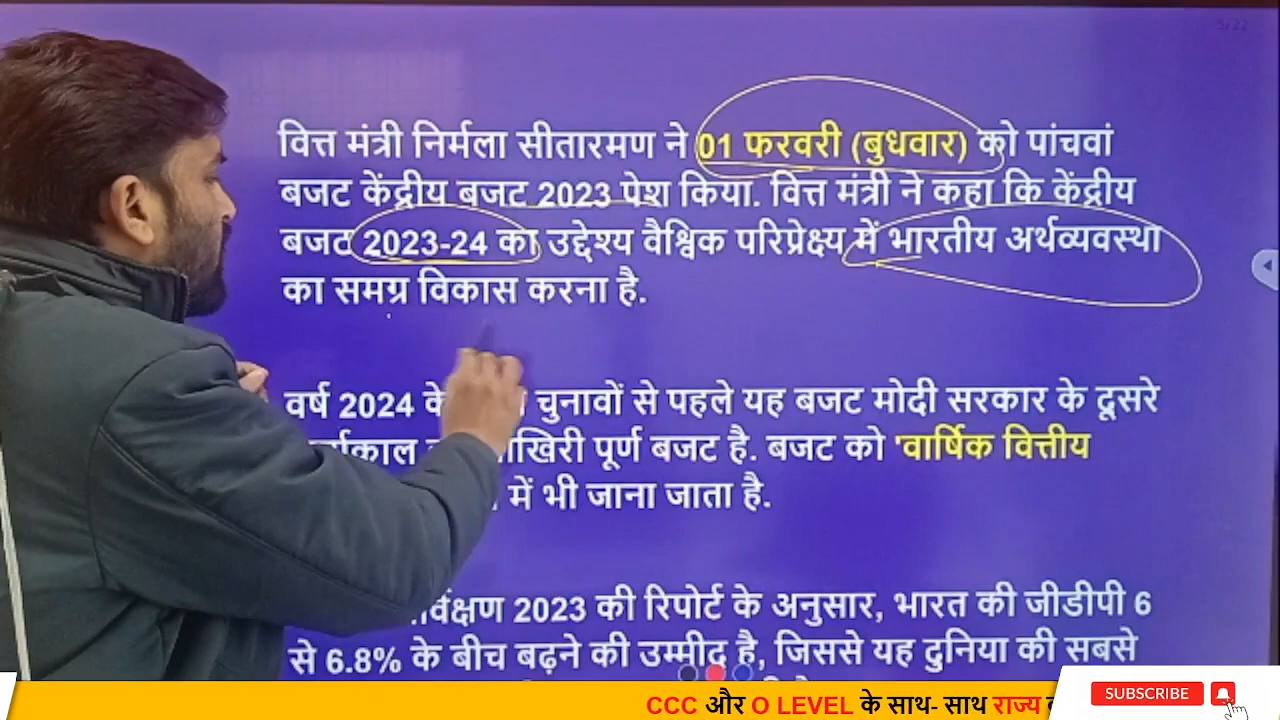 5/22
वित्त मंत्री निर्मला सीतारमण ने 01 फरवरी (बुधवार) को पांचवां
बजट केंद्रीय बजट 2023 पेश किया. वित्त मंत्री ने कहा कि केंद्रीय
बजट 2023-24 का उद्देश्य वैश्विक परिप्रेक्ष्य में भारतीय अर्थव्यवस्था
का समग्र विकास करना है.
वर्ष 2024 के चुनावों से पहले यह बजट मोदी सरकार के दूसरे
पूर्ण बजट है. बजट को 'वार्षिक वित्तीय
में भी जाना जाता है.
2023 की रिपोर्ट के अनुसार, भारत की जीडीपी 6
से 6.8% के बीच बढ़ने की उम्मीद है, जिससे यह दुनिया की सबसे
CCC और O LEVEL के साथ- साथ राज्य
SUBSCRIBE